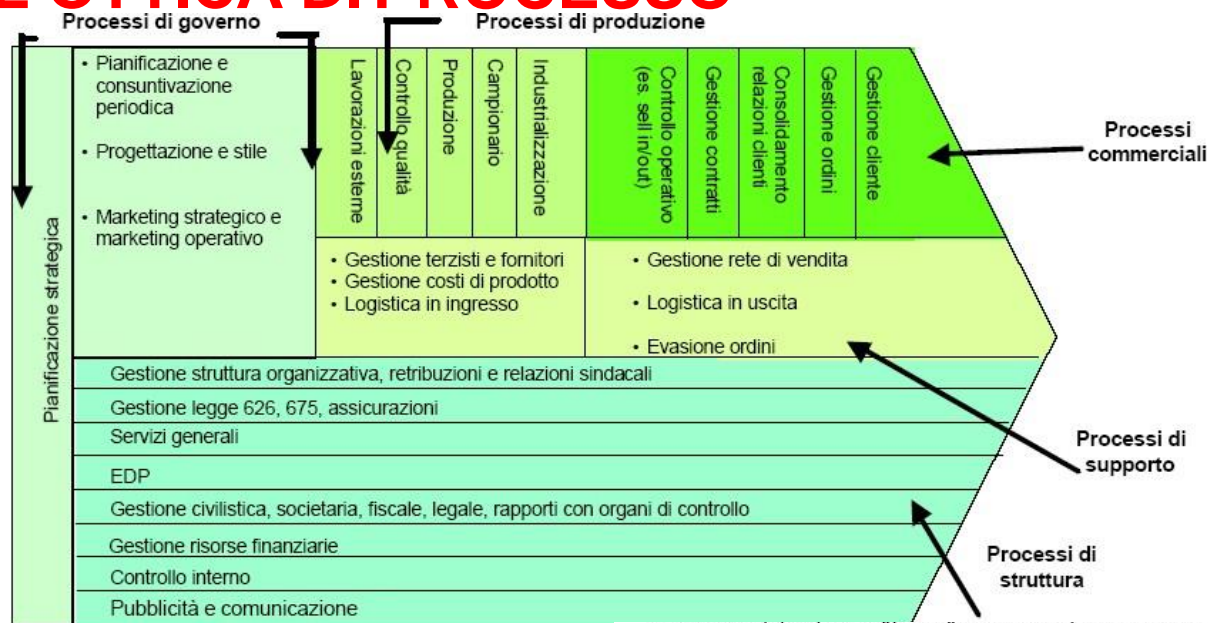 E OTTICA DI PROCESSO
Processi di governo
Processi di produzione
Pianificazione strategica
• Pianificazione e
consuntivazione
periodica
• Progettazione e stile
• Marketing strategico e
marketing operativo
Lavorazioni esterne
Controllo qualità
Produzione
Campionario
Industrializzazione
Controllo operativo
(es. sell in/out)
Gestione contratti
Consolidamento
relazioni clienti
Gestione ordini
Gestione cliente
Processi
commerciali
• Gestione terzisti e fornitori
• Gestione costi di prodotto
• Logistica in ingresso
• Gestione rete di vendita
• Logistica in uscita
• Evasione ordini
Gestione struttura organizzativa, retribuzioni e relazioni sindacali
Gestione legge 626, 675, assicurazioni
Servizi generali
EDP
Gestione civilistica, societaria, fiscale, legale, rapporti con organi di controllo
Gestione risorse finanziarie
Controllo interno
Pubblicità e comunicazione
Processi di
supporto
Processi di
struttura